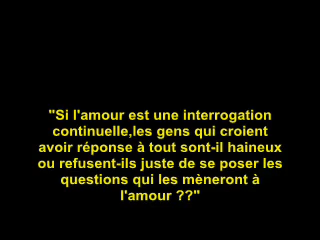 "Si l'amour est une interrogation
continuelle,les gens qui croient
avoir réponse à tout sont-il haineux
ou refusent-ils juste de se poser les
questions qui les mèneront à
l'amour ??"